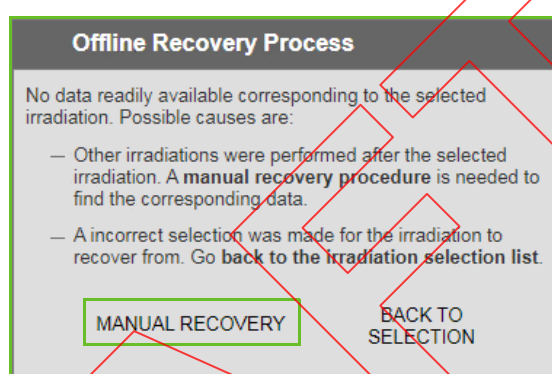 Offline Recovery Process
No data readily available corresponding to the selected
irradiation. Possible causes are:
— Other irradiations were performed after the selected
irradiation. A manual recovery procedure is needed to
find the corresponding data.
— A incorrect selection was made for the irradiation to
recover from. Go back to the irradiation selection list.
MANUAL RECOVERY
BACK TO
SELECTION